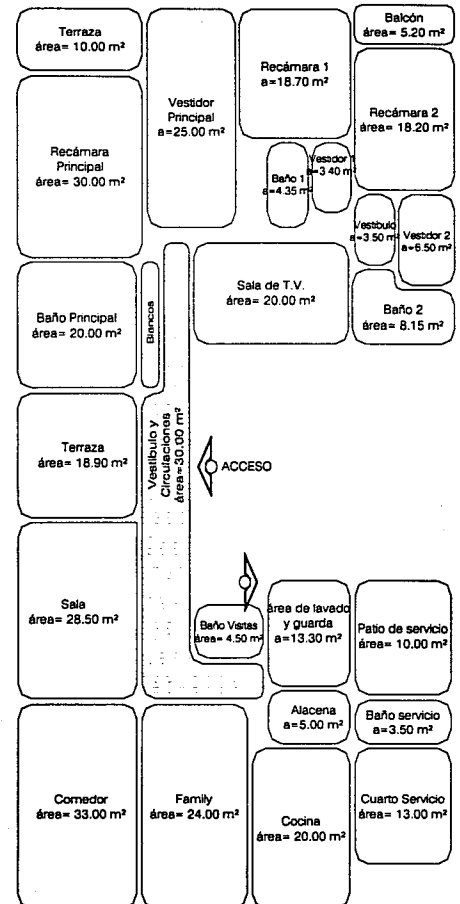 Terraza
área= 10.00 m²
Vestidor
Principal
a=25.00 m²
Recámara 1
a=18.70 m²
Balcón
área= 5.20 m²
Recámara
Principal
área= 30.00 m²
Recámara 2
área= 18.20 m²
Baño 1
a=4.35 m²
Vestidor 1
a=3.40 m²
Vestíbulo
a=3.50 m²
Vestidor 2
a=6.50 m²
Baño Principal
área= 20.00 m²
Blancos
Sala de T.V.
área= 20.00 m²
Baño 2
área= 8.15 m²
Vestíbulo y
Circulaciones
área=30.00 m²
Terraza
área= 18.90 m²
ACCESO
Sala
área= 28.50 m²
Baño Visitas
área= 4.50 m²
área de lavado
y guarda
a=13.30 m²
Patio de servicio
área= 10.00 m²
Alacena
a=5.00 m²
Baño servicio
a=3.50 m²
Comedor
área= 33.00 m²
Family
área= 24.00 m²
Cocina
área= 20.00 m²
Cuarto Servicio
área= 13.00 m²